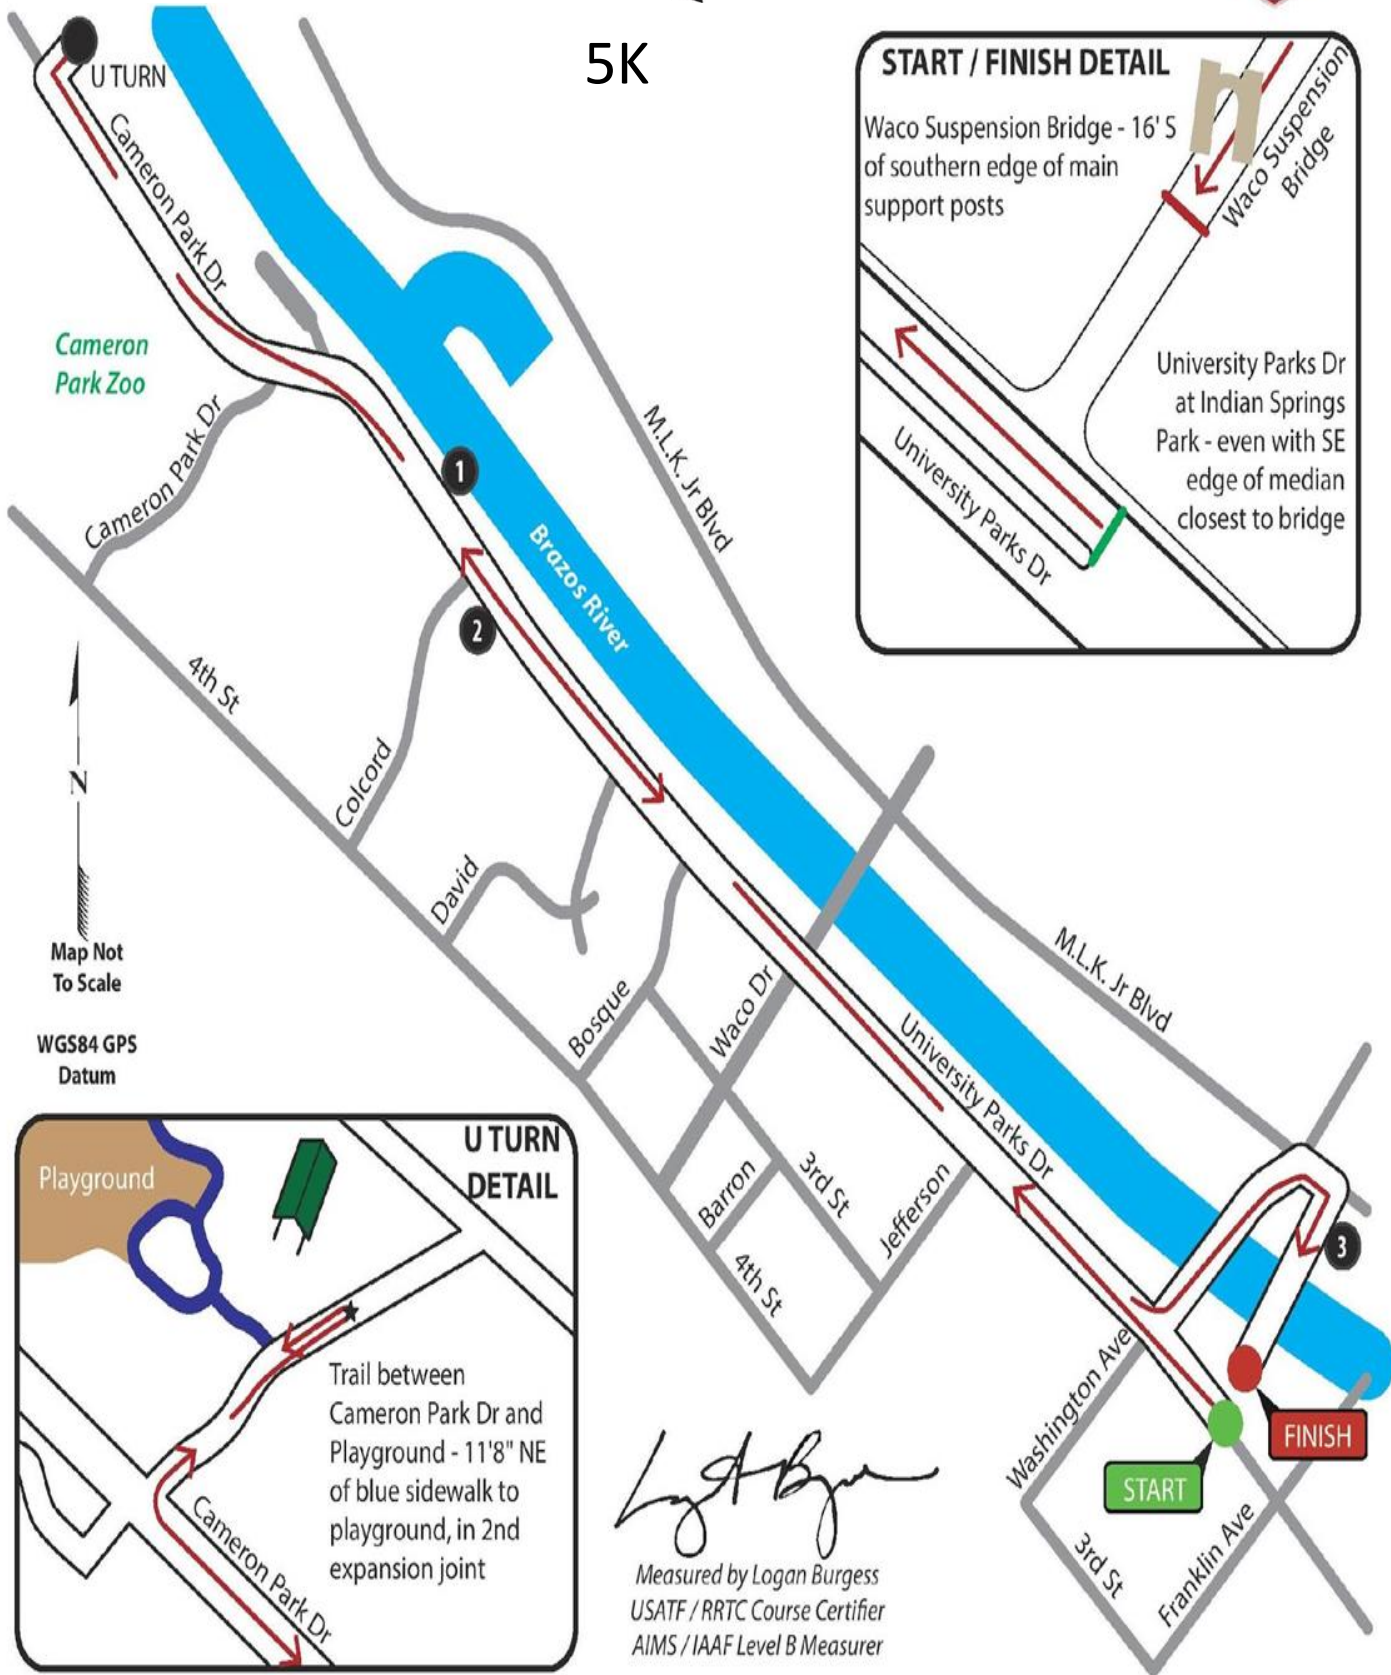 5K
U TURN
Cameron Park Dr
Cameron Park Dr
Cameron
Park Zoo
Cameron Park Dr
1
2
Brazos River
M.L.K. Jr Blvd
4th St
Colcord
David
Bosque
Waco Dr
University Parks Dr
M.L.K. Jr Blvd
Barron
3rd St
Jefferson
4th St
3
Washington Ave
START
FINISH
3rd St
Franklin Ave
N
Map Not
To Scale
WGS84 GPS
Datum
START / FINISH DETAIL
Waco Suspension Bridge - 16' S
of southern edge of main
support posts
Waco Suspension
Bridge
University Parks Dr
at Indian Springs
Park - even with SE
edge of median
closest to bridge
University Parks Dr
U TURN
DETAIL
Playground
Trail between
Cameron Park Dr and
Playground - 11'8" NE
of blue sidewalk to
playground, in 2nd
expansion joint
Cameron Park Dr
Measured by Logan Burgess
USATF / RRTC Course Certifier
AIMS / IAAF Level B Measurer